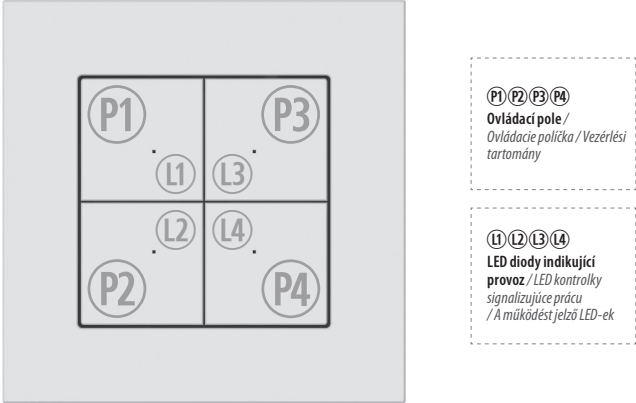 P1
P3
L1
L3
L2
L4
P2
P4
P1 P2 P3 P4
Ovládací pole /
Ovládacie políčka / Vezérlési
tartomány
L1 L2 L3 L4
LED diody indikující
provoz / LED kontrolky
signalizujúce prácu
/ A működést jelző LED-ek